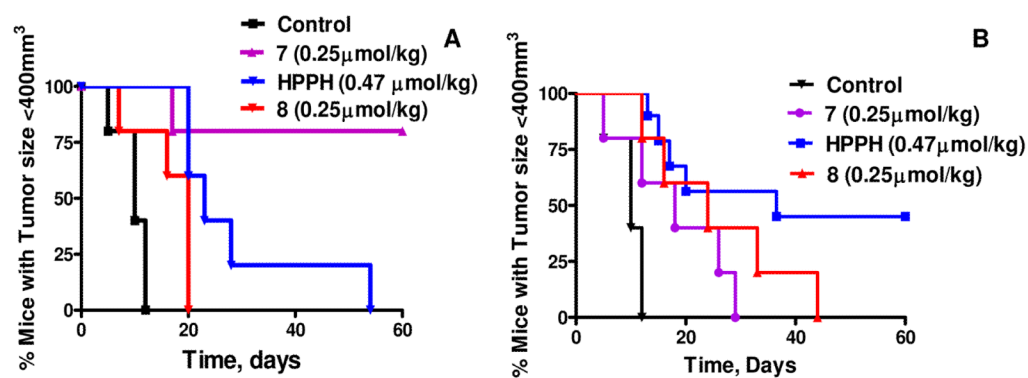 A
Control
7 (0.25µmol/kg)
HPPH (0.47 µmol/kg)
8 (0.25µmol/kg)
% Mice with Tumor size <400mm³
100
75
50
25
0
0 20 40 60
Time, days
B
Control
7 (0.25µmol/kg)
HPPH (0.47µmol/kg)
8 (0.25µmol/kg)
% Mice with Tumor size <400mm³
100
75
50
25
0
0 20 40 60
Time, Days